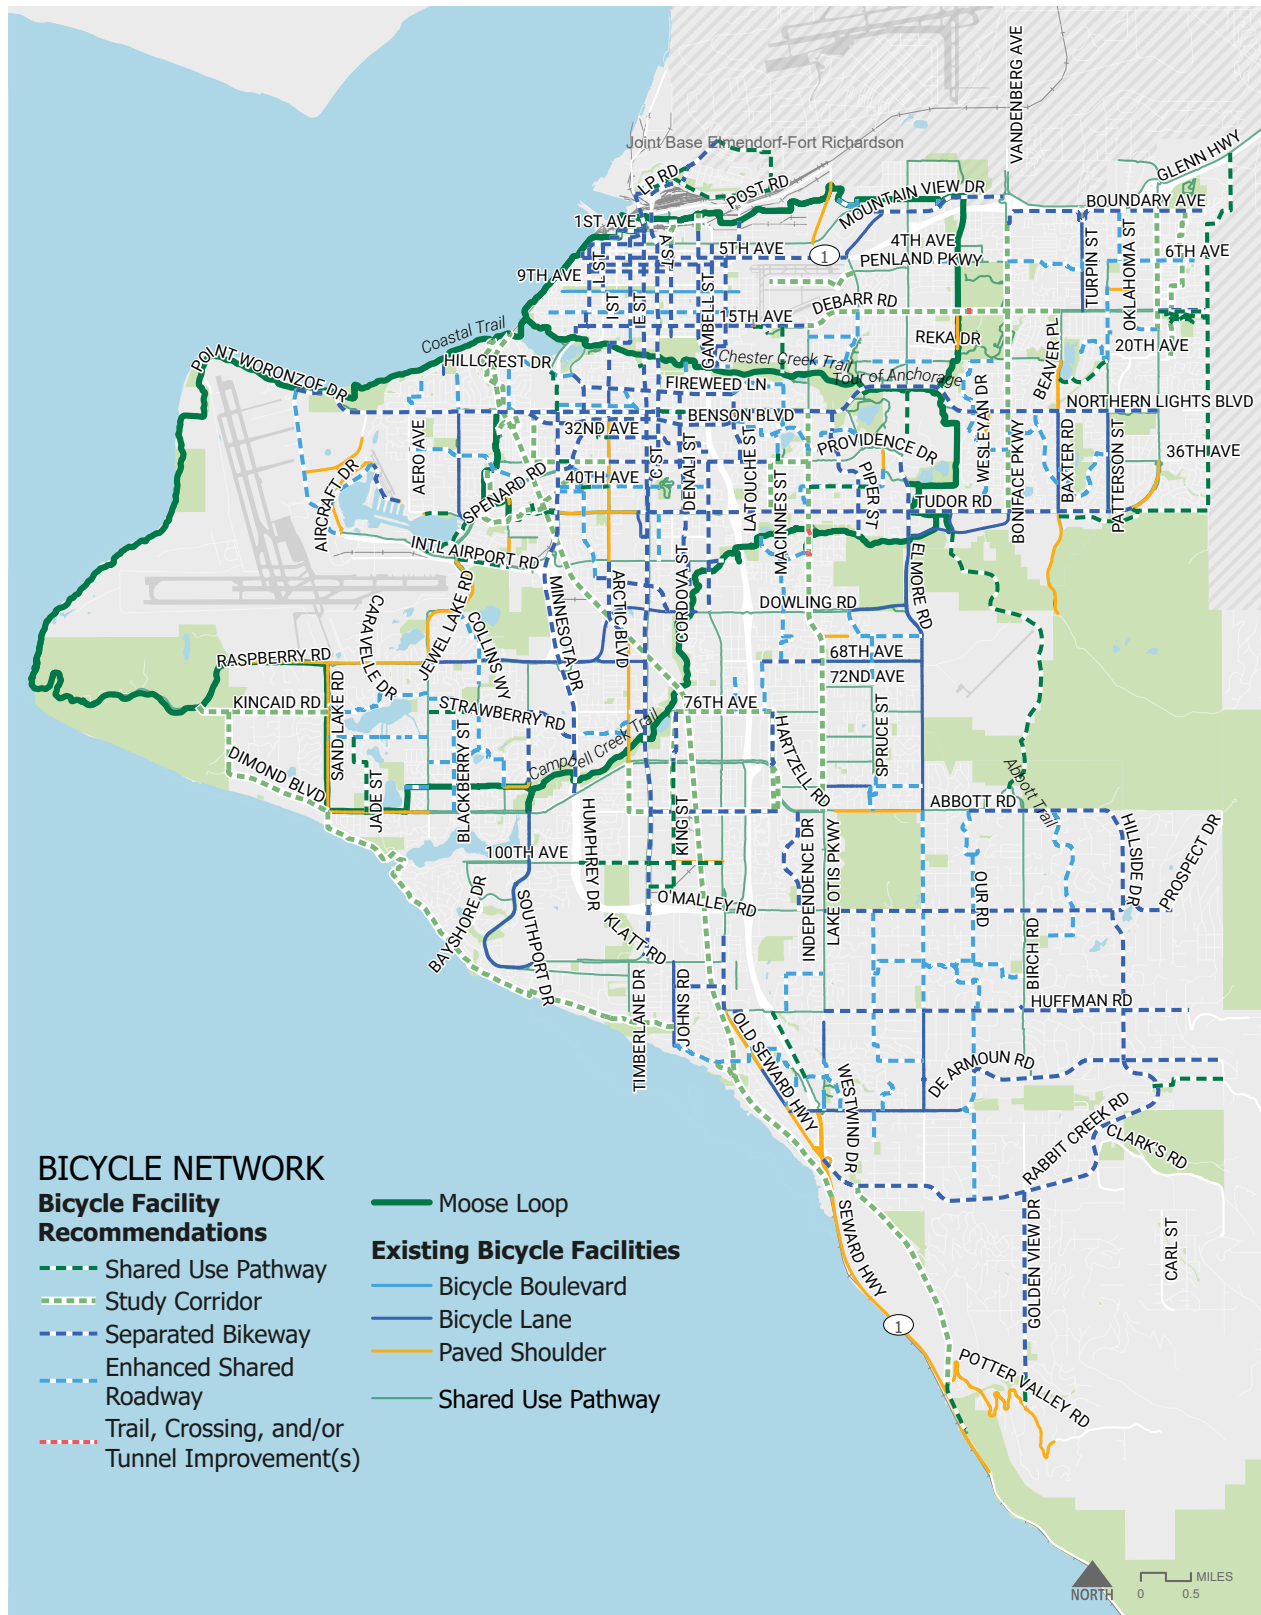 VANDENBERG AVE
GLENN HWY
Joint Base Elmendorf-Fort Richardson
LP RD
POST RD
MOUNTAIN VIEW DR
BOUNDARY AVE
1ST AVE
A ST
5TH AVE
4TH AVE
1
PENLAND PKWY
TURPIN ST
OKLAHOMA ST
6TH AVE
9TH AVE
L ST
I ST
E ST
GAMBELL ST
DEBARR RD
15TH AVE
REKA DR
BEAVER PL
20TH AVE
Coastal Trail
HILLCREST DR
Chester Creek Trail
Tour of Anchorage
POINT WORONZOF DR
FIREWEED LN
WESLEYAN DR
NORTHERN LIGHTS BLVD
BENSON BLVD
32ND AVE
AERO AVE
C ST
DENALI ST
LATOUCHE ST
PROVIDENCE DR
BONIFACE PKWY
BAXTER RD
PATTERSON ST
36TH AVE
AIRCRAFT DR
SPENARD RD
40TH AVE
MACINNES ST
PIPER ST
TUDOR RD
INTL AIRPORT RD
MINNESOTA DR
ARCTIC BLVD
CORDOVA ST
DOWLING RD
ELMORE RD
CARAVELLE DR
JEWEL LAKE RD
COLLINS WY
RASPBERRY RD
68TH AVE
72ND AVE
KINCAID RD
SAND LAKE RD
STRAWBERRY RD
76TH AVE
SPRUCE ST
HARTZELL RD
DIMOND BLVD
JADE ST
BLACKBERRY ST
Campbell Creek Trail
Abbott Trail
ABBOTT RD
KING ST
HUMPHREY DR
100TH AVE
INDEPENDENCE DR
LAKE OTIS PKWY
HILLSIDE DR
PROSPECT DR
OUR RD
BAYSHORE DR
SOUTHPORT DR
KLATT RD
O'MALLEY RD
BIRCH RD
TIMBERLANE DR
JOHNS RD
HUFFMAN RD
OLD SEWARD HWY
WESTWIND DR
DE ARMOUN RD
RABBIT CREEK RD
CLARK'S RD
SEWARD HWY
GOLDEN VIEW DR
CARL ST
1
POTTER VALLEY RD
BICYCLE NETWORK
Bicycle Facility
Recommendations
Shared Use Pathway
Study Corridor
Separated Bikeway
Enhanced Shared
Roadway
Trail, Crossing, and/or
Tunnel Improvement(s)
Moose Loop
Existing Bicycle Facilities
Bicycle Boulevard
Bicycle Lane
Paved Shoulder
Shared Use Pathway
NORTH
MILES
0 0.5